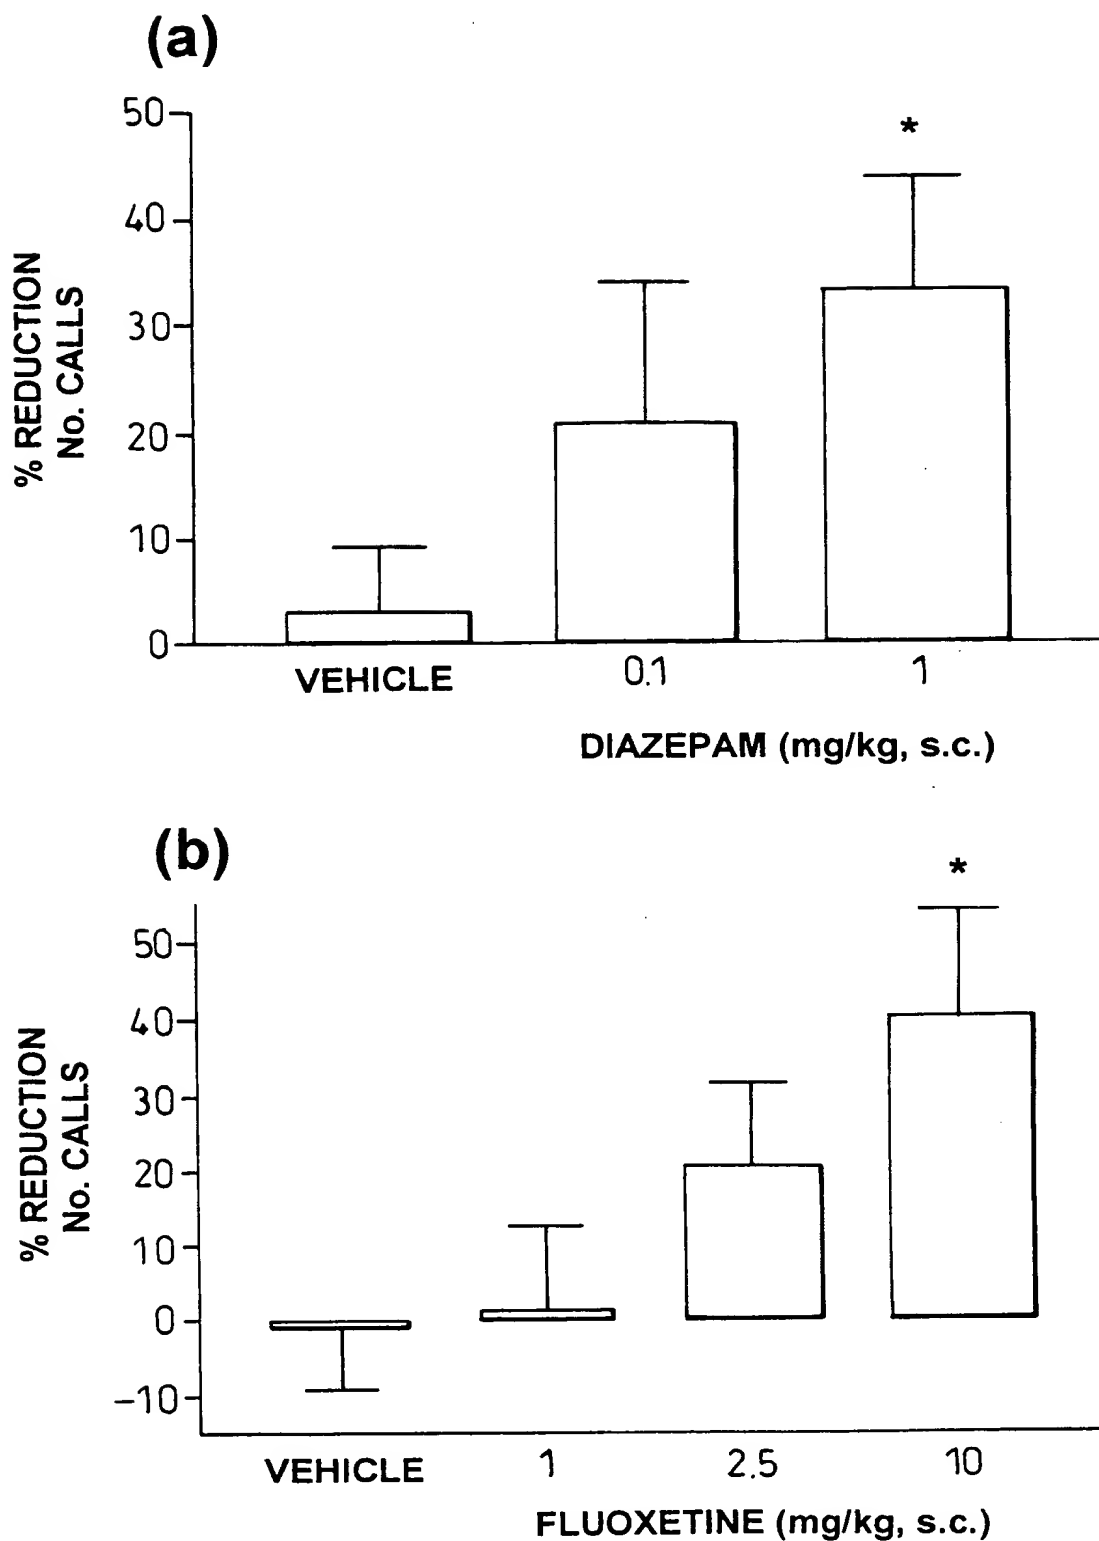 (a)
50
40
30
20
10
0
% REDUCTION
No. CALLS
*
VEHICLE
0.1
1
DIAZEPAM (mg/kg, s.c.)
(b)
50
40
30
20
10
0
−10
% REDUCTION
No. CALLS
*
VEHICLE
1
2.5
10
FLUOXETINE (mg/kg, s.c.)